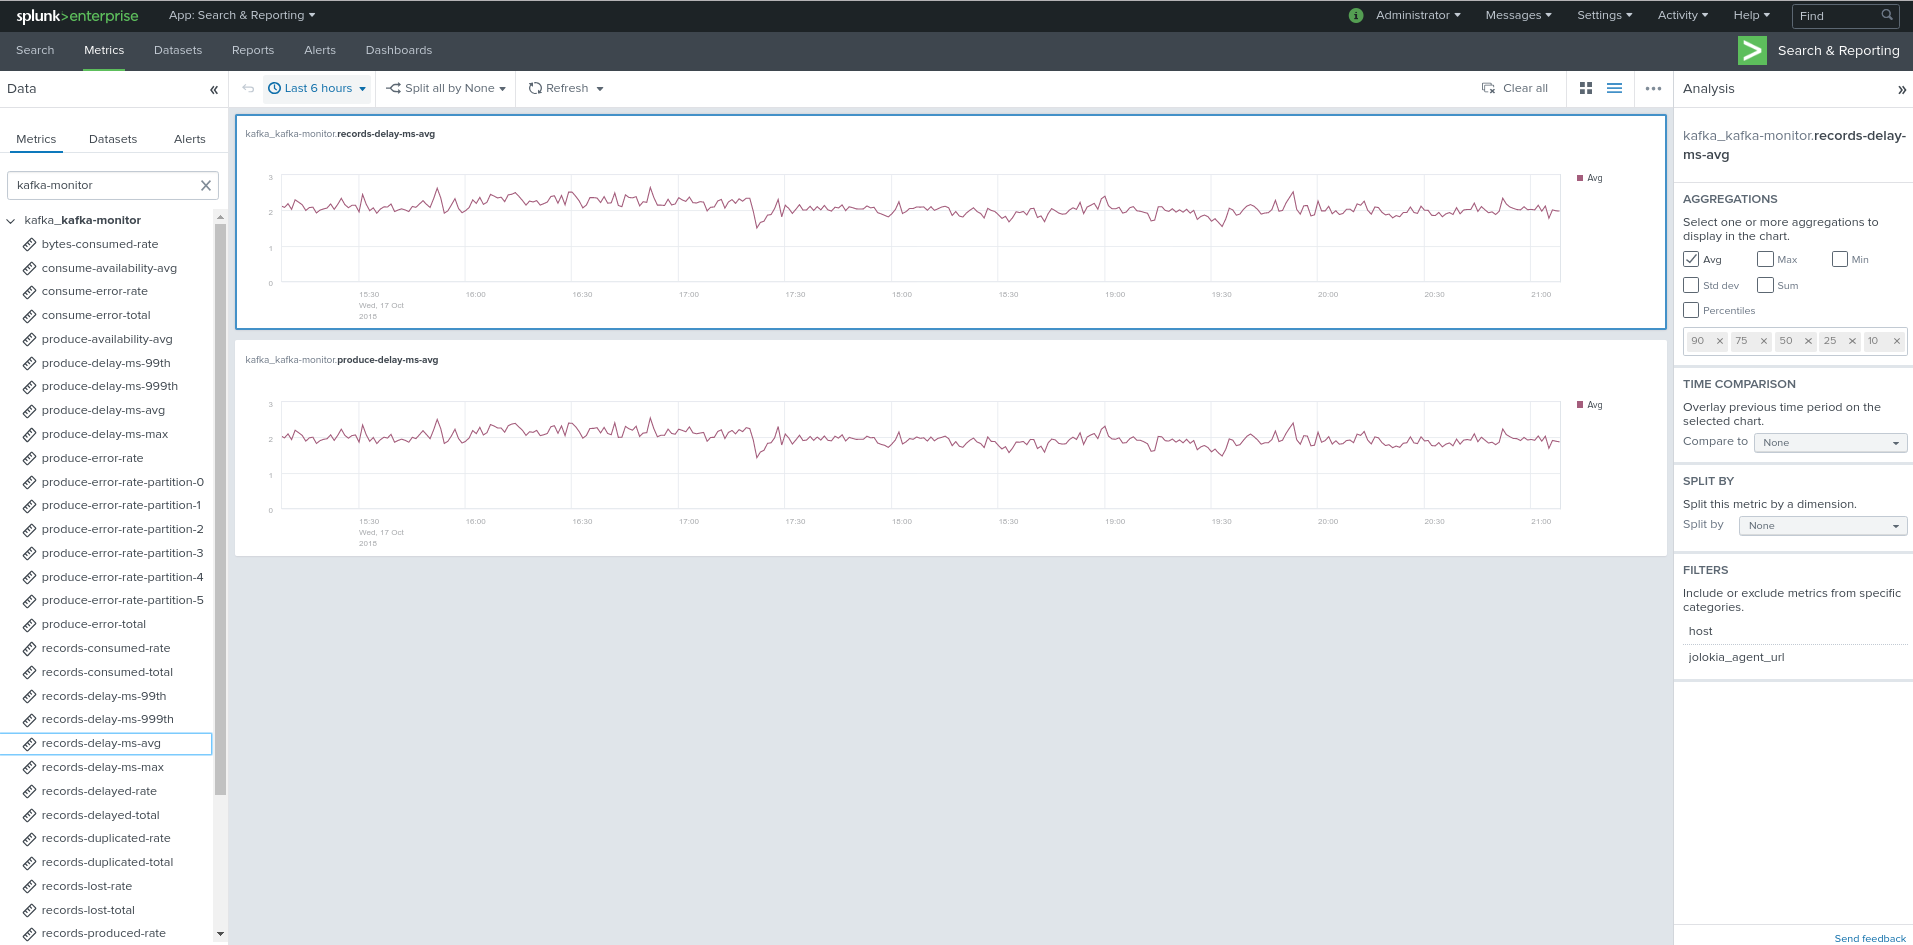 splunk>enterprise App: Search & Reporting i Administrator Messages Settings Activity Help Find
Search Metrics Datasets Reports Alerts Dashboards Search & Reporting
Data «
Metrics Datasets Alerts
kafka-monitor
kafka_kafka-monitor
bytes-consumed-rate
consume-availability-avg
consume-error-rate
consume-error-total
produce-availability-avg
produce-delay-ms-99th
produce-delay-ms-999th
produce-delay-ms-avg
produce-delay-ms-max
produce-error-rate
produce-error-rate-partition-0
produce-error-rate-partition-1
produce-error-rate-partition-2
produce-error-rate-partition-3
produce-error-rate-partition-4
produce-error-rate-partition-5
produce-error-total
records-consumed-rate
records-consumed-total
records-delay-ms-99th
records-delay-ms-999th
records-delay-ms-avg
records-delay-ms-max
records-delayed-rate
records-delayed-total
records-duplicated-rate
records-duplicated-total
records-lost-rate
records-lost-total
records-produced-rate
Last 6 hours Split all by None Refresh Clear all
kafka_kafka-monitor.records-delay-ms-avg
3
2
1
0
15:30 16:00 16:30 17:00 17:30 18:00 18:30 19:00 19:30 20:00 20:30 21:00
Wed, 17 Oct
2018
Avg
kafka_kafka-monitor.produce-delay-ms-avg
3
2
1
0
15:30 16:00 16:30 17:00 17:30 18:00 18:30 19:00 19:30 20:00 20:30 21:00
Wed, 17 Oct
2018
Avg
Analysis »
kafka_kafka-monitor.records-delay-
ms-avg
AGGREGATIONS
Select one or more aggregations to
display in the chart.
Avg Max Min
Std dev Sum
Percentiles
90 × 75 × 50 × 25 × 10 ×
TIME COMPARISON
Overlay previous time period on the
selected chart.
Compare to None
SPLIT BY
Split this metric by a dimension.
Split by None
FILTERS
Include or exclude metrics from specific
categories.
host
jolokia_agent_url
Send feedback